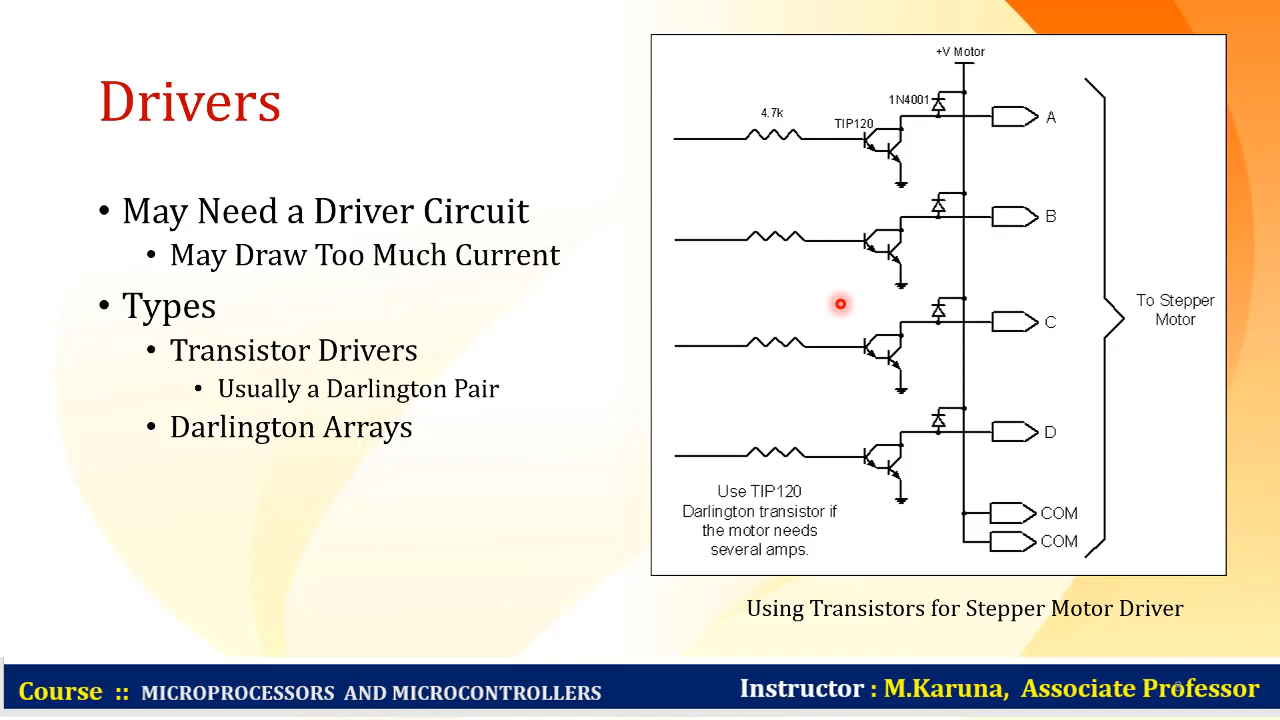 Drivers
• May Need a Driver Circuit
• May Draw Too Much Current
• Types
• Transistor Drivers
• Usually a Darlington Pair
• Darlington Arrays
+V Motor
1N4001
4.7k
TIP120
A
B
C
D
To Stepper
Motor
Use TIP120
Darlington transistor if
the motor needs
several amps.
COM
COM
Using Transistors for Stepper Motor Driver
Course :: MICROPROCESSORS AND MICROCONTROLLERS
Instructor : M.Karuna, Associate Professor